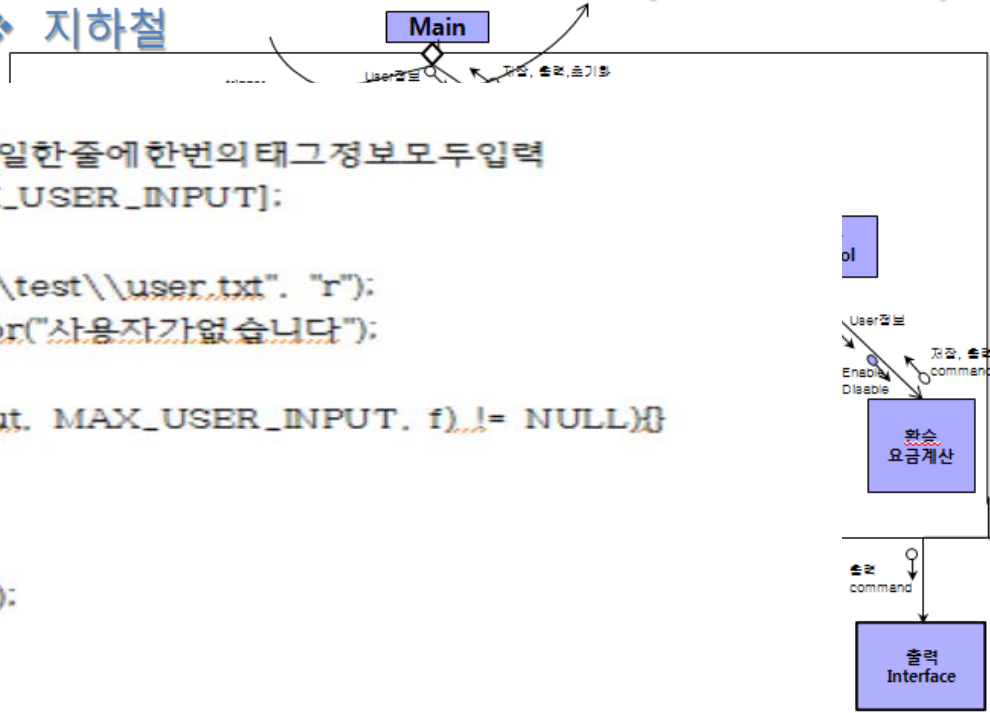 지하철
Main
User정보
저장, 출력,초기화
일한줄에한번의태그정보모두입력
_USER_INPUT];
\test\\user.txt", "r");
or("사용자가없습니다");
ut, MAX_USER_INPUT, f) != NULL){}
);
ol
User정보
저장, 출력
command
Enable
Disable
환승
요금계산
출력
command
출력
Interface